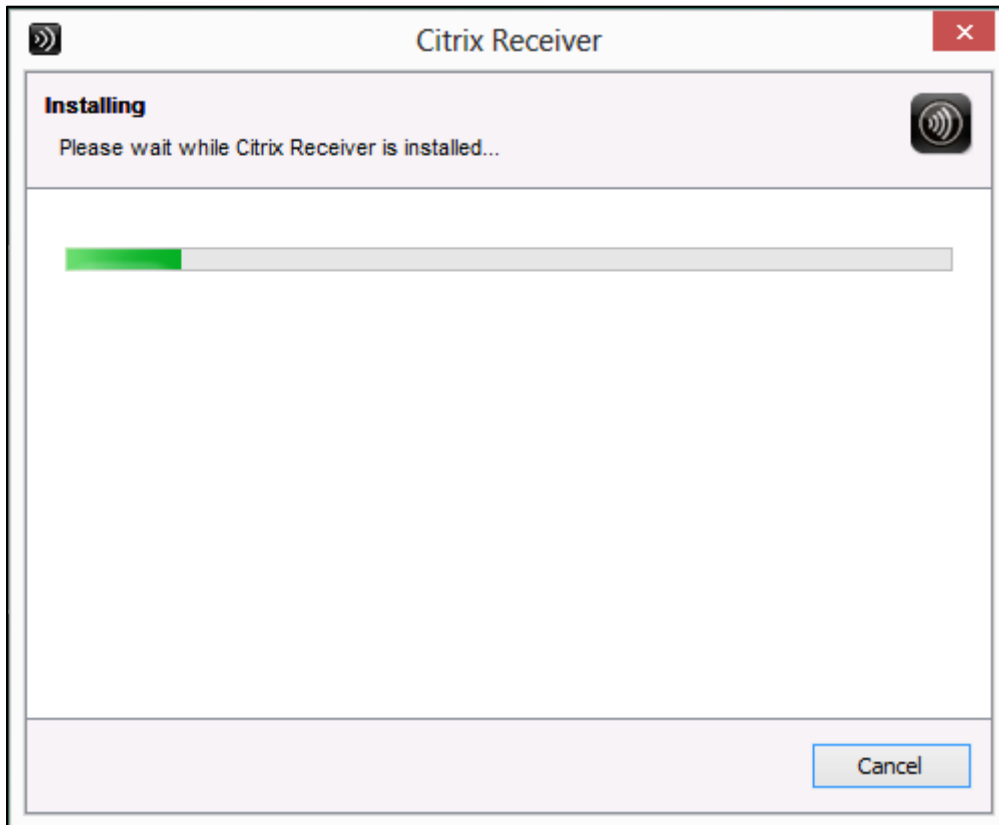 Citrix Receiver
Installing
Please wait while Citrix Receiver is installed...
Cancel